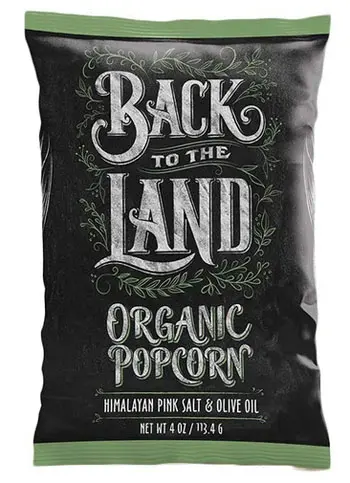 BACK
TO THE
LAND
ORGANIC
POPCORN
HIMALAYAN PINK SALT & OLIVE OIL
NET WT 4 OZ / 113.4 G